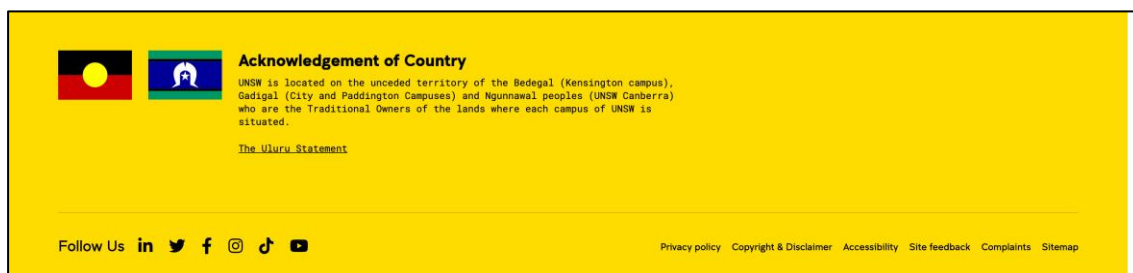 Acknowledgement of Country
UNSW is located on the unceded territory of the Bedegal (Kensington campus),
Gadigal (City and Paddington Campuses) and Ngunnawal peoples (UNSW Canberra)
who are the Traditional Owners of the lands where each campus of UNSW is
situated.
The Uluru Statement
Follow Us
Privacy policy Copyright & Disclaimer Accessibility Site feedback Complaints Sitemap